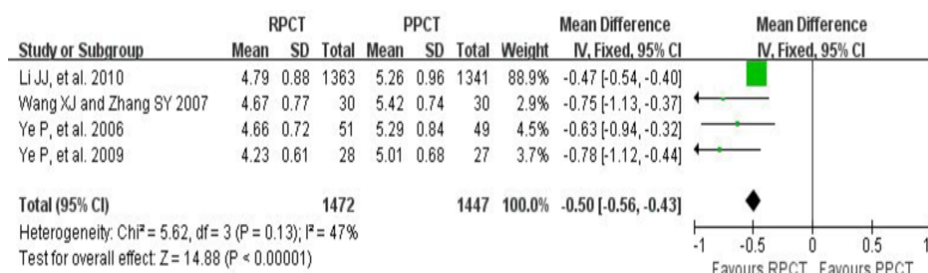 RPCT PPCT Mean Difference Mean Difference
Study or Subgroup Mean SD Total Mean SD Total Weight IV, Fixed, 95% CI IV, Fixed, 95% CI
Li JJ, et al. 2010 4.79 0.88 1363 5.26 0.96 1341 88.9% -0.47 [-0.54, -0.40]
Wang XJ and Zhang SY 2007 4.67 0.77 30 5.42 0.74 30 2.9% -0.75 [-1.13, -0.37]
Ye P, et al. 2006 4.66 0.72 51 5.29 0.84 49 4.5% -0.63 [-0.94, -0.32]
Ye P, et al. 2009 4.23 0.61 28 5.01 0.68 27 3.7% -0.78 [-1.12, -0.44]
Total (95% CI) 1472 1447 100.0% -0.50 [-0.56, -0.43]
Heterogeneity: Chi² = 5.62, df = 3 (P = 0.13); I² = 47%
Test for overall effect: Z = 14.88 (P < 0.00001)
-1 -0.5 0 0.5 1
Favours RPCT Favours PPCT